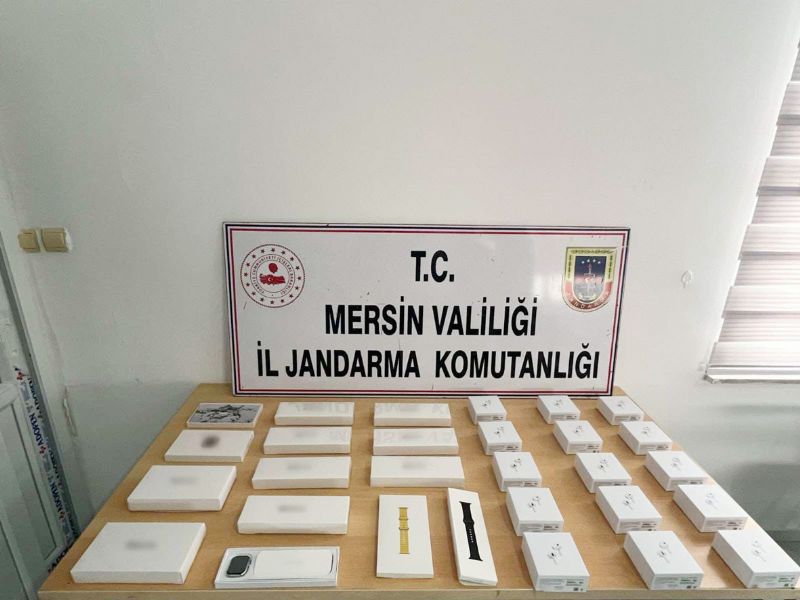 T.C.
MERSİN VALİLİĞİ
İL JANDARMA KOMUTANLIĞI